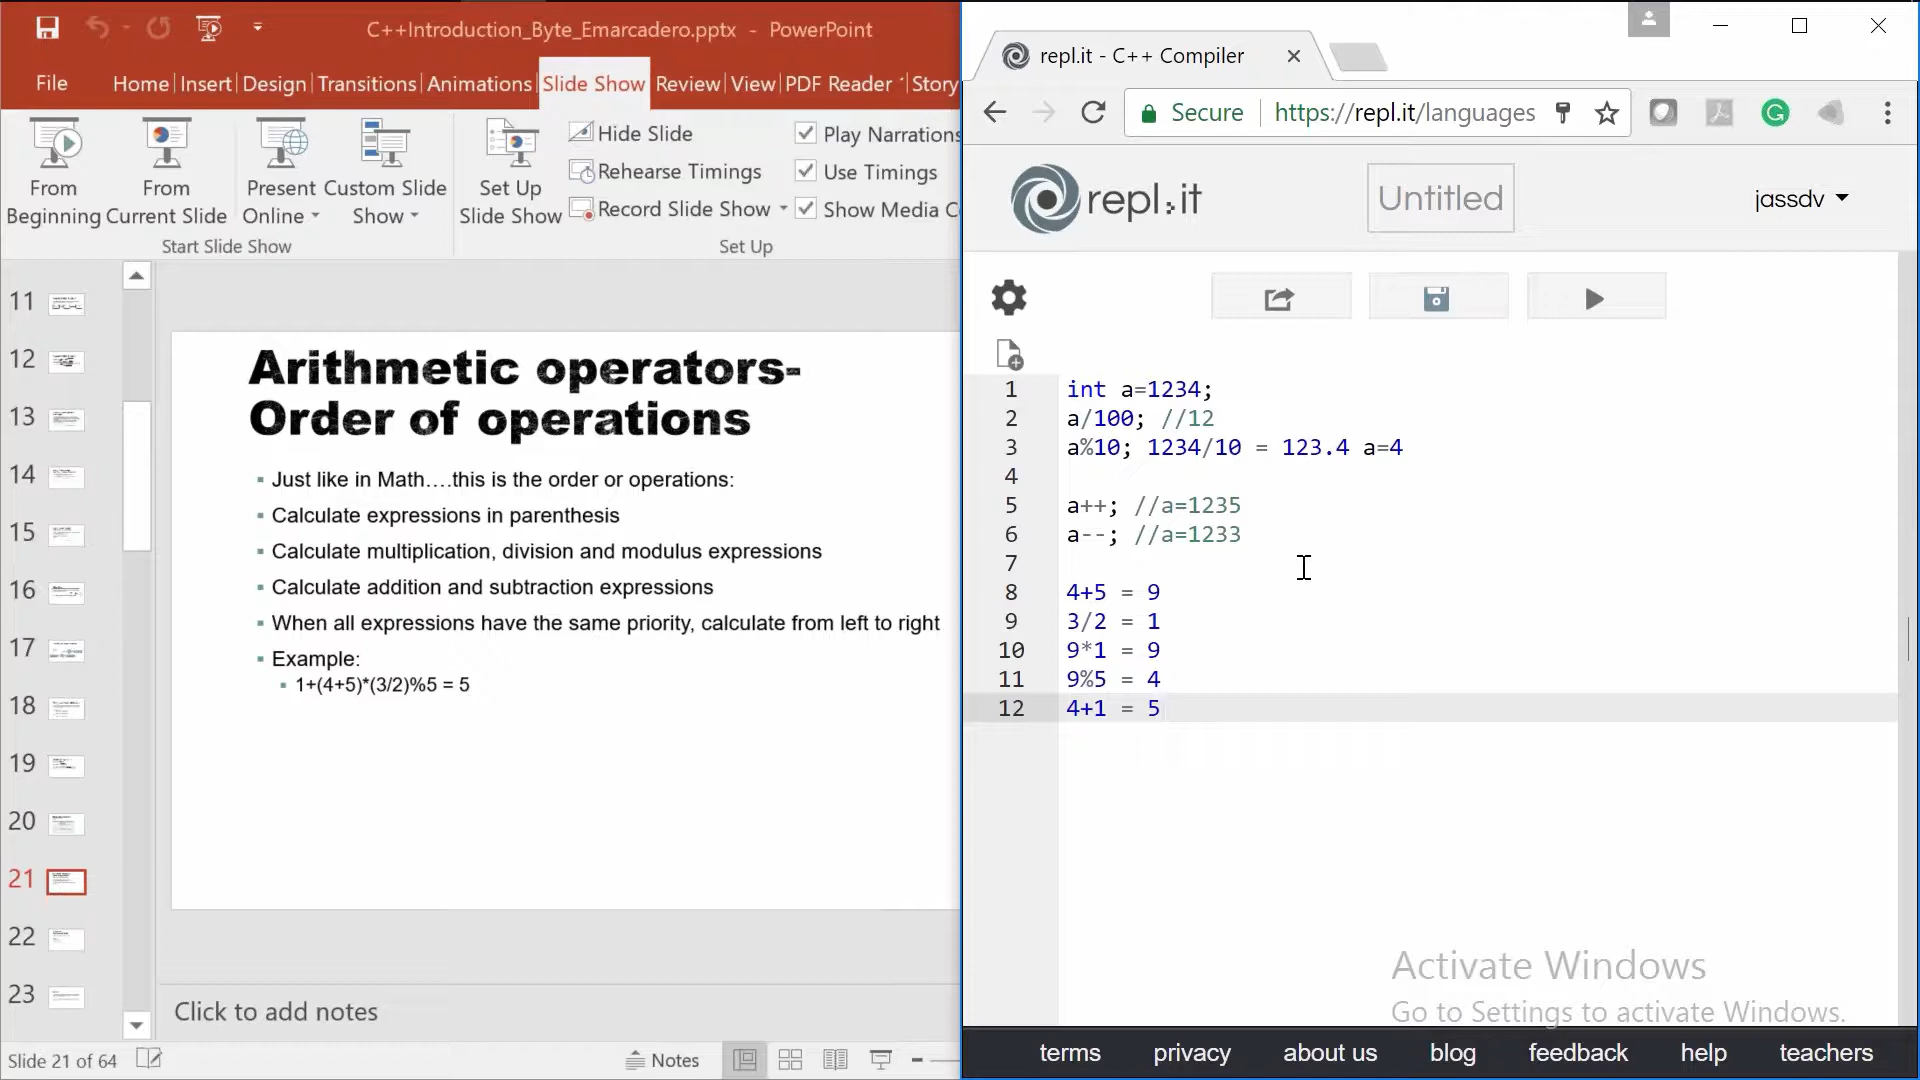 C++Introduction_Byte_Emarcadero.pptx - PowerPoint
File Home Insert Design Transitions Animations Slide Show Review View PDF Reader Story
From Beginning
From Current Slide
Present Online
Custom Slide Show
Set Up Slide Show
Hide Slide
Rehearse Timings
Record Slide Show
Play Narrations
Use Timings
Show Media C
Start Slide Show
Set Up
11
12
13
14
15
16
17
18
19
20
21
22
23
Arithmetic operators-
Order of operations
Just like in Math….this is the order or operations:
Calculate expressions in parenthesis
Calculate multiplication, division and modulus expressions
Calculate addition and subtraction expressions
When all expressions have the same priority, calculate from left to right
Example:
1+(4+5)*(3/2)%5 = 5
Click to add notes
Slide 21 of 64
Notes
repl.it - C++ Compiler
Secure https://repl.it/languages
repl.it
Untitled
jassdv
1 int a=1234;
2 a/100; //12
3 a%10; 1234/10 = 123.4 a=4
4
5 a++; //a=1235
6 a--; //a=1233
7
8 4+5 = 9
9 3/2 = 1
10 9*1 = 9
11 9%5 = 4
12 4+1 = 5
Activate Windows
Go to Settings to activate Windows.
terms privacy about us blog feedback help teachers